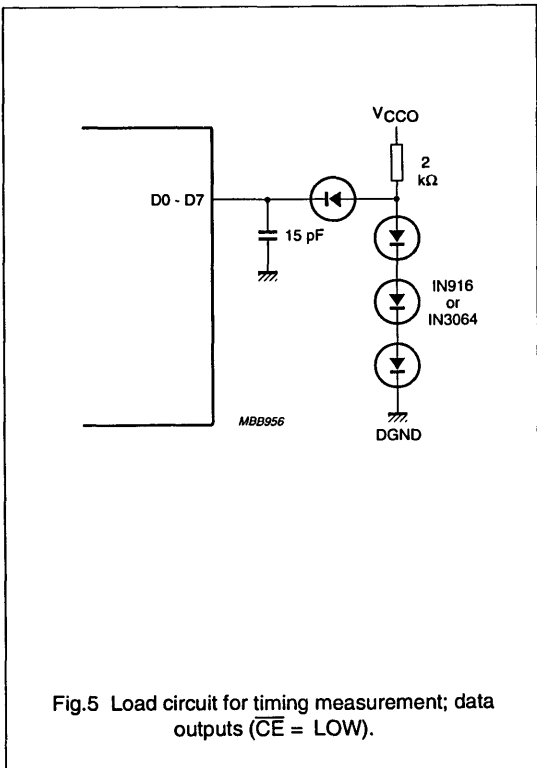 VCCO
2
kΩ
D0 - D7
15 pF
IN916
or
IN3064
MBB956
DGND
Fig.5 Load circuit for timing measurement; data
outputs (C̅E̅ = LOW).